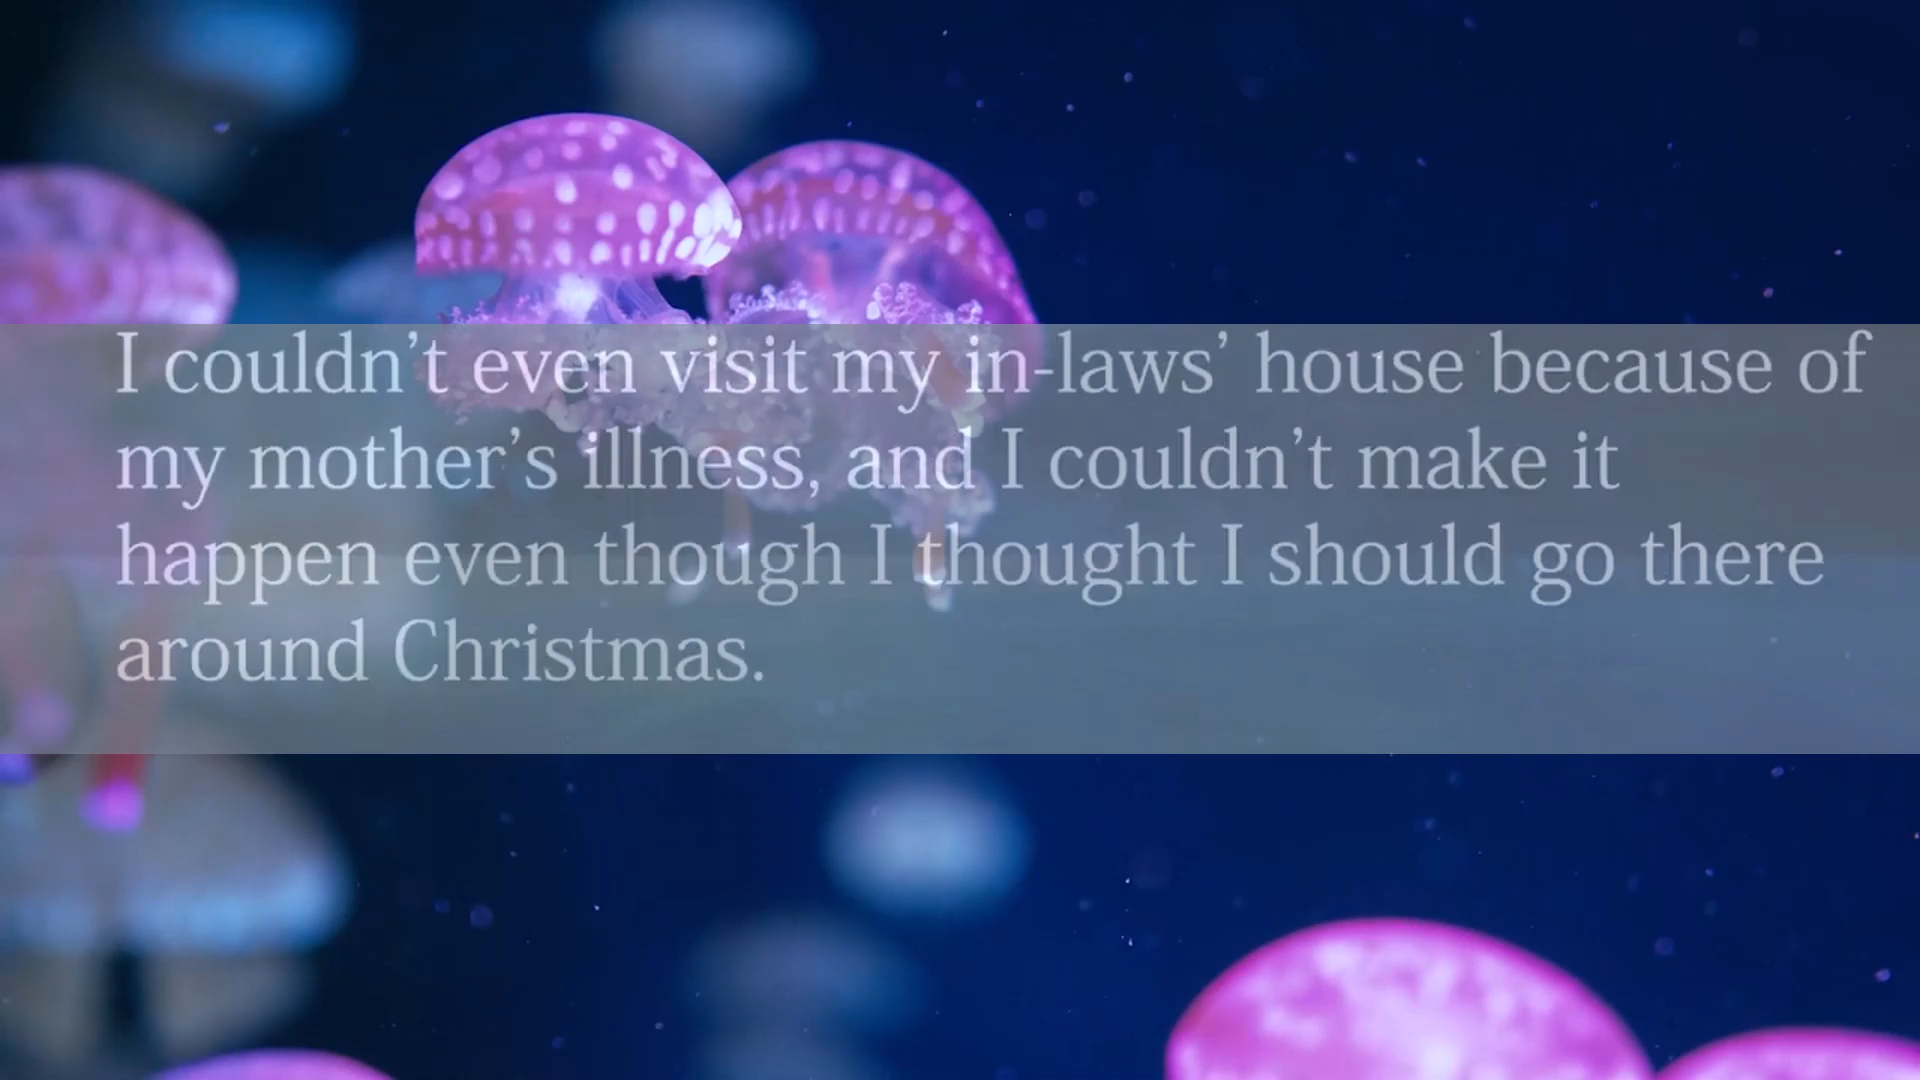 I couldn’t even visit my in-laws’ house because of
my mother’s illness, and I couldn’t make it
happen even though I thought I should go there
around Christmas.